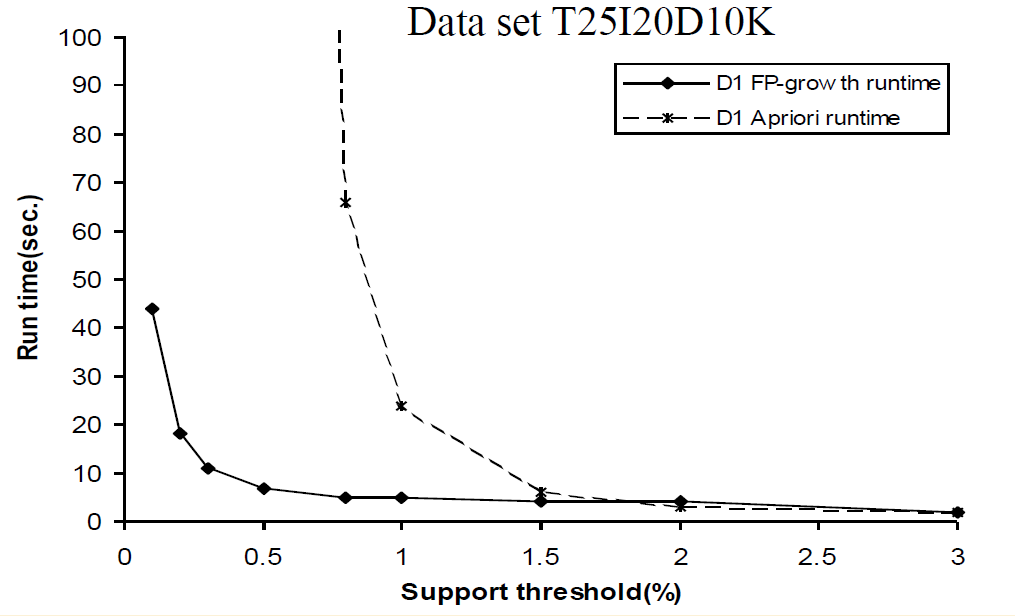 Data set T25I20D10K
D1 FP-grow th runtime
D1 Apriori runtime
Run time(sec.)
100
90
80
70
60
50
40
30
20
10
0
0 0.5 1 1.5 2 2.5 3
Support threshold(%)